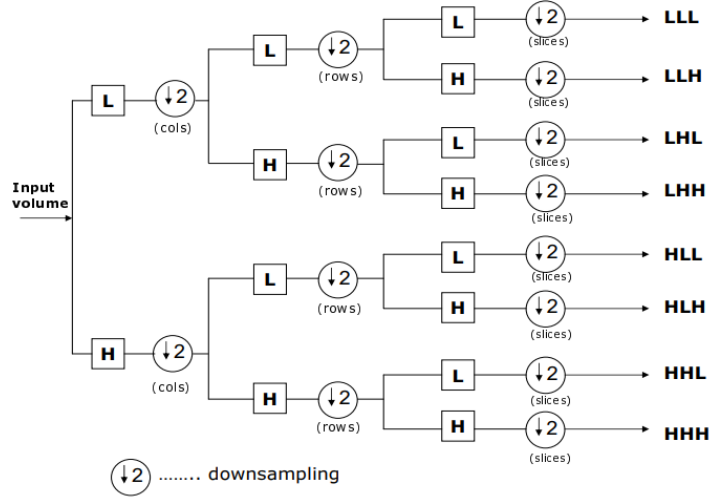 L ↓2 (slices) LLL
L ↓2 (rows)
H ↓2 (slices) LLH
L ↓2 (cols)
L ↓2 (slices) LHL
H ↓2 (rows)
H ↓2 (slices) LHH
Input
volume
L ↓2 (slices) HLL
L ↓2 (rows)
H ↓2 (slices) HLH
H ↓2 (cols)
L ↓2 (slices) HHL
H ↓2 (rows)
H ↓2 (slices) HHH
↓2 …….. downsampling